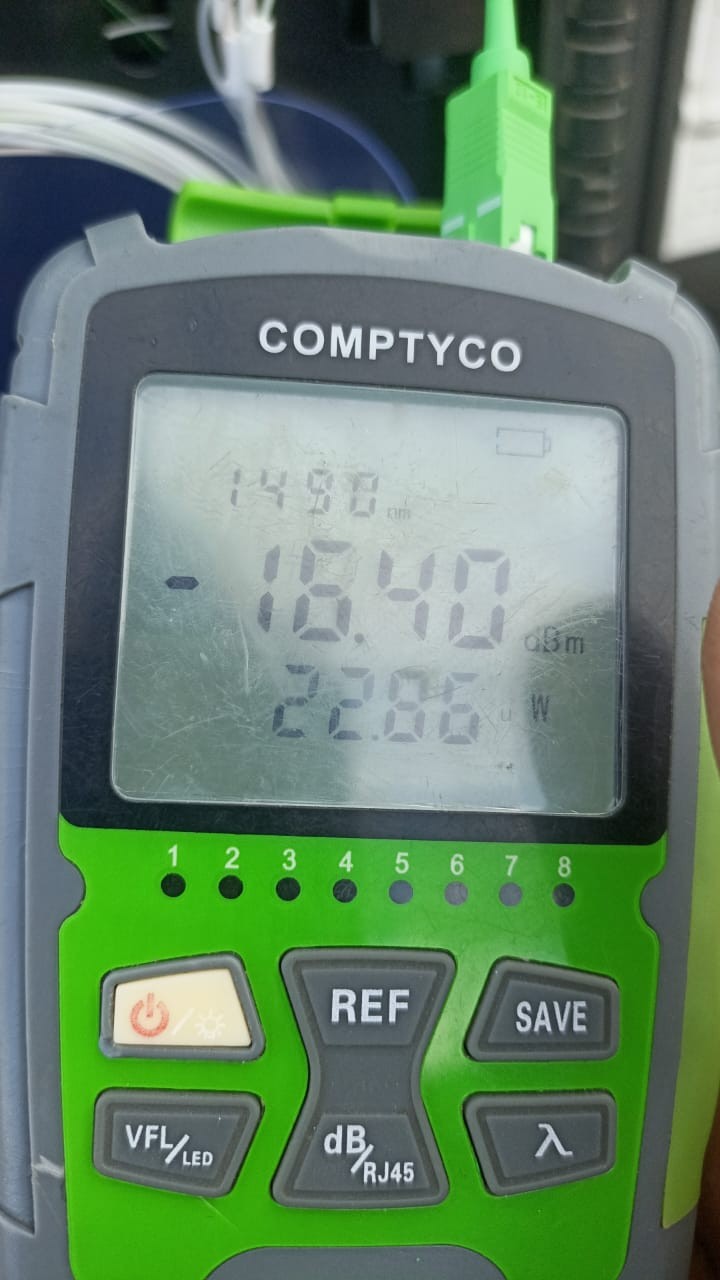 COMPTYCO
1490 nm
-16.40 dBm
22.86 uW
1 2 3 4 5 6 7 8
REF
SAVE
VFL/LED
dB/RJ45
λ